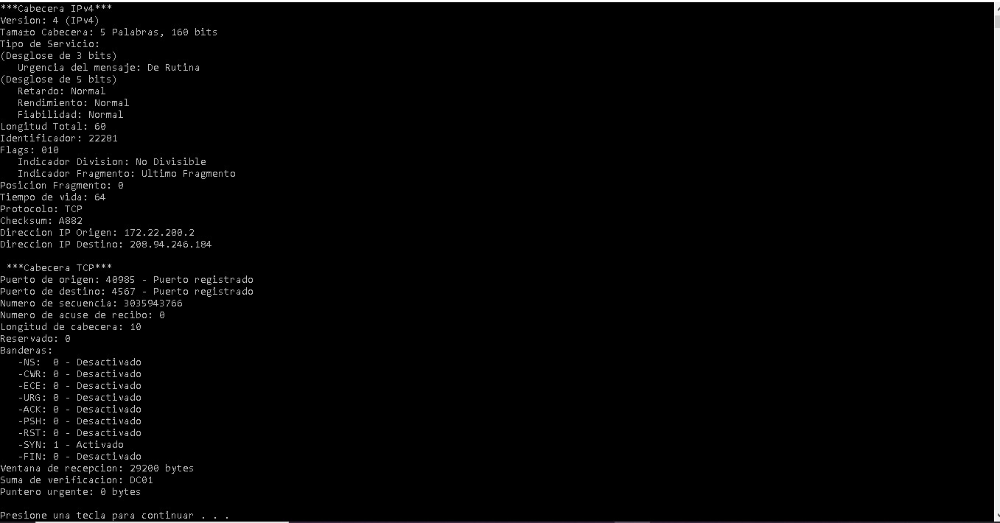 ***Cabecera IPv4***
Version: 4 (IPv4)
Tama±o Cabecera: 5 Palabras, 160 bits
Tipo de Servicio:
(Desglose de 3 bits)
   Urgencia del mensaje: De Rutina
(Desglose de 5 bits)
   Retardo: Normal
   Rendimiento: Normal
   Fiabilidad: Normal
Longitud Total: 60
Identificador: 22281
Flags: 010
   Indicador Division: No Divisible
   Indicador Fragmento: Ultimo Fragmento
Posicion Fragmento: 0
Tiempo de vida: 64
Protocolo: TCP
Checksum: A882
Direccion IP Origen: 172.22.200.2
Direccion IP Destino: 208.94.246.184

 ***Cabecera TCP***
Puerto de origen: 40985 - Puerto registrado
Puerto de destino: 4567 - Puerto registrado
Numero de secuencia: 3035943766
Numero de acuse de recibo: 0
Longitud de cabecera: 10
Reservado: 0
Banderas:
   -NS:  0 - Desactivado
   -CWR: 0 - Desactivado
   -ECE: 0 - Desactivado
   -URG: 0 - Desactivado
   -ACK: 0 - Desactivado
   -PSH: 0 - Desactivado
   -RST: 0 - Desactivado
   -SYN: 1 - Activado
   -FIN: 0 - Desactivado
Ventana de recepcion: 29200 bytes
Suma de verificacion: DC01
Puntero urgente: 0 bytes

Presione una tecla para continuar . . .